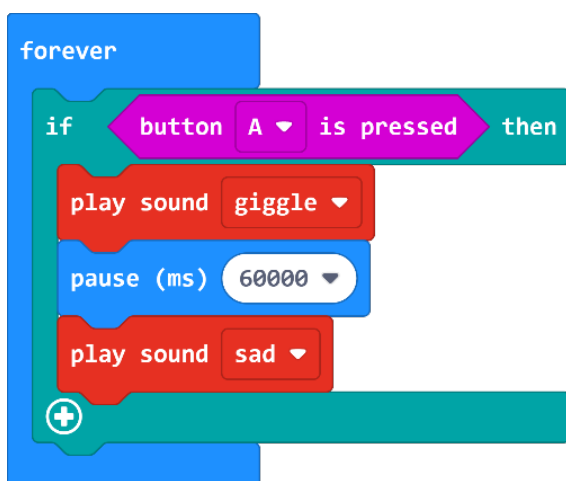 forever
if button A is pressed then
play sound giggle
pause (ms) 60000
play sound sad